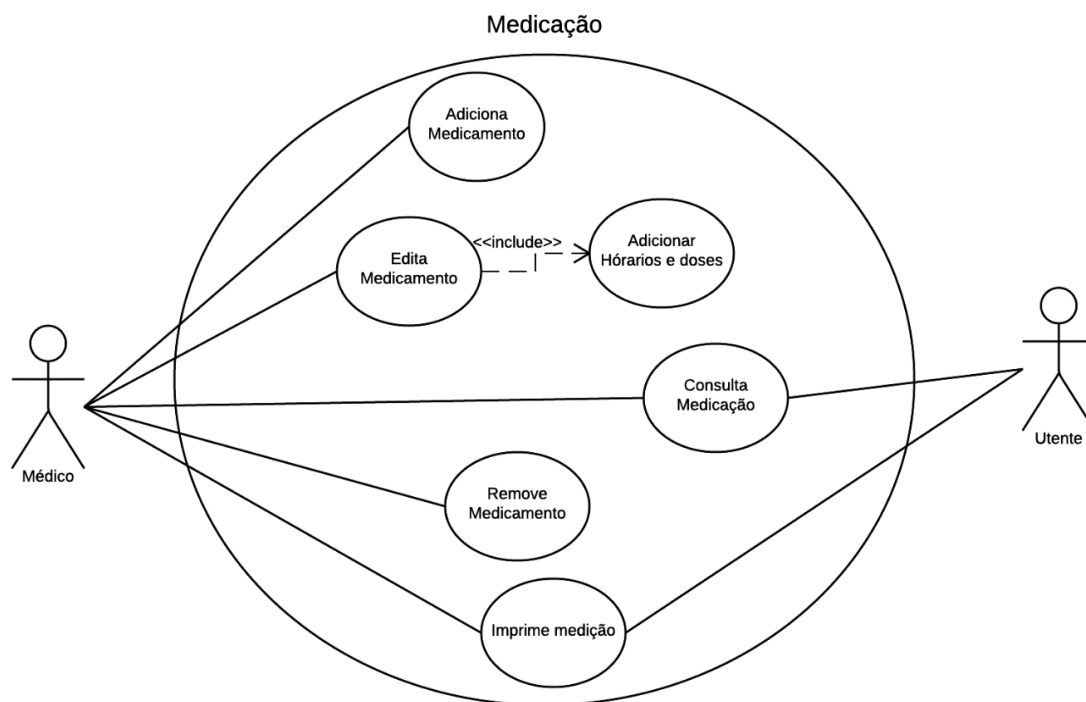 Medicação
Adiciona
Medicamento
<<include>>
Edita
Medicamento
Adicionar
Hórarios e doses
Consulta
Medicação
Médico
Utente
Remove
Medicamento
Imprime medição